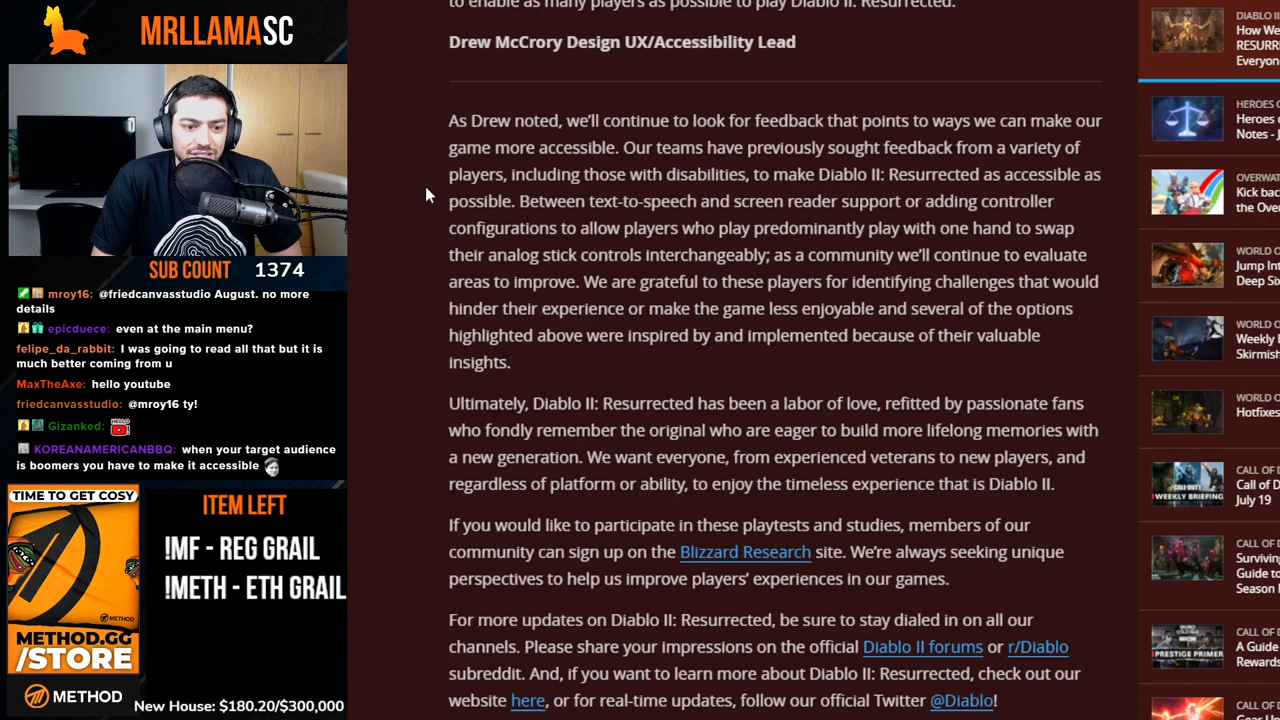 MRLLAMASC
SUB COUNT 1374
mroy16: @friedcanvasstudio August. no more
details
epicduece: even at the main menu?
felipe_da_rabbit: I was going to read all that but it is
much better coming from u
MaxTheAxe: hello youtube
friedcanvasstudio: @mroy16 ty!
Gizanked: HELLO
KOREANAMERICANBBQ: when your target audience
is boomers you have to make it accessible
TIME TO GET COSY
METHOD
METHOD.GG
/STORE
METHOD
ITEM LEFT
!MF - REG GRAIL
!METH - ETH GRAIL
New House: $180.20/$300,000
to enable as many players as possible to play Diablo II: Resurrected.
Drew McCrory Design UX/Accessibility Lead
As Drew noted, we'll continue to look for feedback that points to ways we can make our
game more accessible. Our teams have previously sought feedback from a variety of
players, including those with disabilities, to make Diablo II: Resurrected as accessible as
possible. Between text-to-speech and screen reader support or adding controller
configurations to allow players who play predominantly play with one hand to swap
their analog stick controls interchangeably; as a community we'll continue to evaluate
areas to improve. We are grateful to these players for identifying challenges that would
hinder their experience or make the game less enjoyable and several of the options
highlighted above were inspired by and implemented because of their valuable
insights.
Ultimately, Diablo II: Resurrected has been a labor of love, refitted by passionate fans
who fondly remember the original who are eager to build more lifelong memories with
a new generation. We want everyone, from experienced veterans to new players, and
regardless of platform or ability, to enjoy the timeless experience that is Diablo II.
If you would like to participate in these playtests and studies, members of our
community can sign up on the Blizzard Research site. We're always seeking unique
perspectives to help us improve players' experiences in our games.
For more updates on Diablo II: Resurrected, be sure to stay dialed in on all our
channels. Please share your impressions on the official Diablo II forums or r/Diablo
subreddit. And, if you want to learn more about Diablo II: Resurrected, check out our
website here, or for real-time updates, follow our official Twitter @Diablo!
DIABLO II
How We
RESURR
Everyon
HEROES O
Heroes o
Notes - J
OVERWAT
Kick bac
the Over
WORLD O
Jump Int
Deep Six
WORLD O
Weekly E
Skirmish
WORLD O
Hotfixes
CALL OF D
Call of D
July 19
WEEKLY BRIEFING
CALL OF D
Surviving
Guide to
Season
CALL OF D
A Guide
Rewards
PRESTIGE PRIMER
CALL OF D